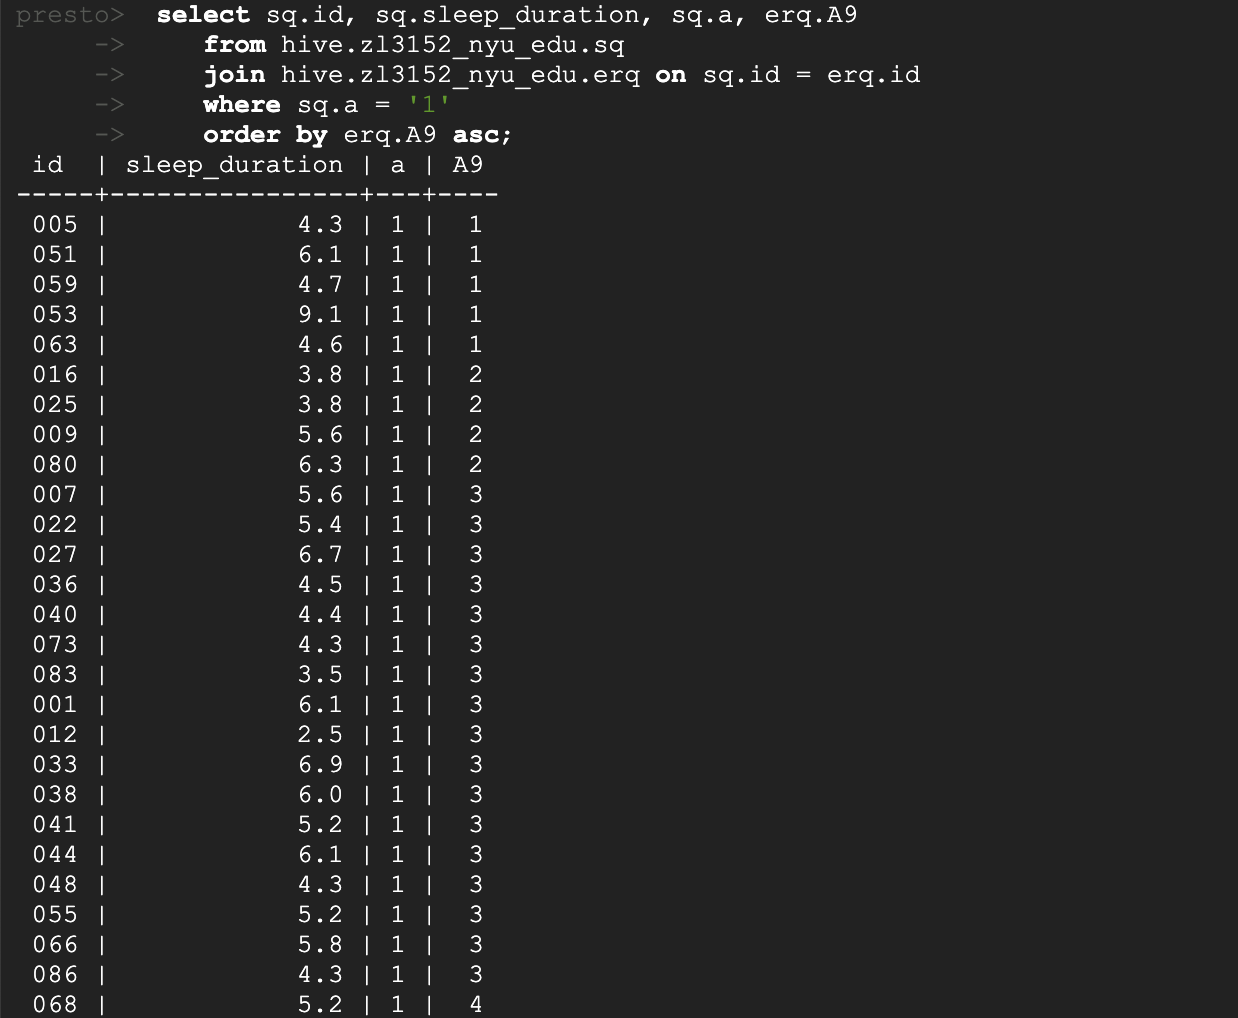 presto> select sq.id, sq.sleep_duration, sq.a, erq.A9
-> from hive.zl3152_nyu_edu.sq
-> join hive.zl3152_nyu_edu.erq on sq.id = erq.id
-> where sq.a = '1'
-> order by erq.A9 asc;
id | sleep_duration | a | A9
-----+----------------+---+----
005 | 4.3 | 1 | 1
051 | 6.1 | 1 | 1
059 | 4.7 | 1 | 1
053 | 9.1 | 1 | 1
063 | 4.6 | 1 | 1
016 | 3.8 | 1 | 2
025 | 3.8 | 1 | 2
009 | 5.6 | 1 | 2
080 | 6.3 | 1 | 2
007 | 5.6 | 1 | 3
022 | 5.4 | 1 | 3
027 | 6.7 | 1 | 3
036 | 4.5 | 1 | 3
040 | 4.4 | 1 | 3
073 | 4.3 | 1 | 3
083 | 3.5 | 1 | 3
001 | 6.1 | 1 | 3
012 | 2.5 | 1 | 3
033 | 6.9 | 1 | 3
038 | 6.0 | 1 | 3
041 | 5.2 | 1 | 3
044 | 6.1 | 1 | 3
048 | 4.3 | 1 | 3
055 | 5.2 | 1 | 3
066 | 5.8 | 1 | 3
086 | 4.3 | 1 | 3
068 | 5.2 | 1 | 4